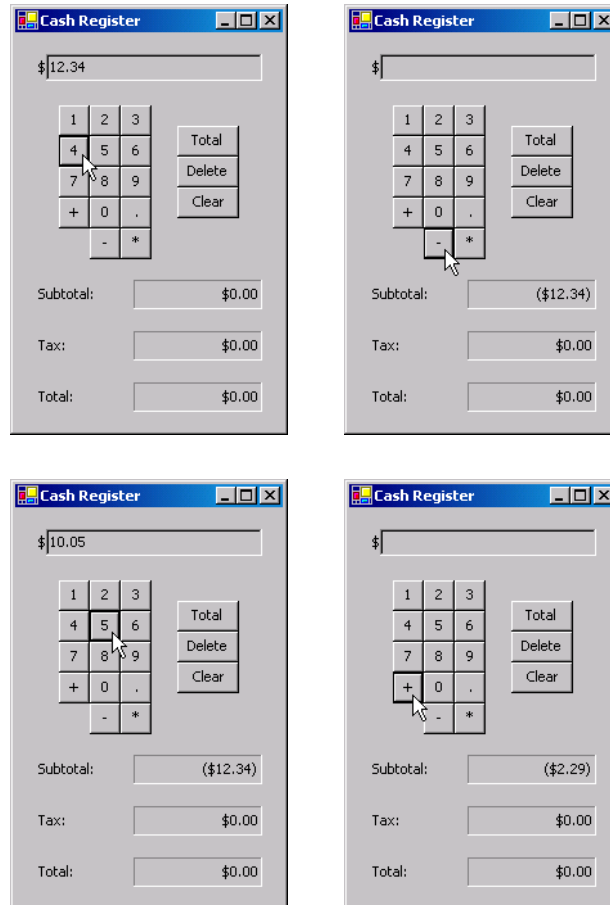 Cash Register
$12.34
1 2 3
4 5 6 Total
7 8 9 Delete
+ 0 . Clear
- *
Subtotal: $0.00
Tax: $0.00
Total: $0.00
Cash Register
$
1 2 3
4 5 6 Total
7 8 9 Delete
+ 0 . Clear
- *
Subtotal: ($12.34)
Tax: $0.00
Total: $0.00
Cash Register
$10.05
1 2 3
4 5 6 Total
7 8 9 Delete
+ 0 . Clear
- *
Subtotal: ($12.34)
Tax: $0.00
Total: $0.00
Cash Register
$
1 2 3
4 5 6 Total
7 8 9 Delete
+ 0 . Clear
- *
Subtotal: ($2.29)
Tax: $0.00
Total: $0.00